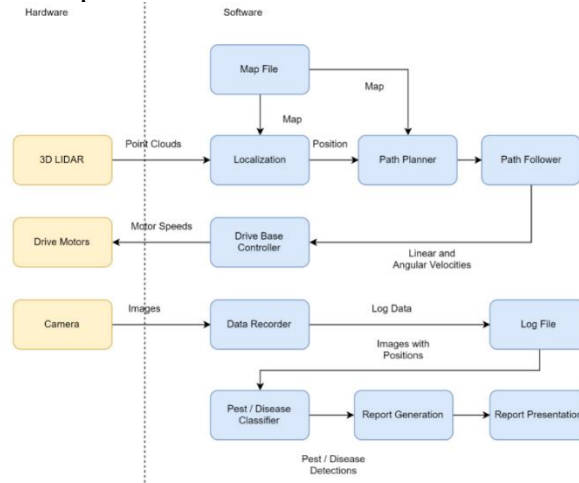 Hardware
Software
Map File
Map
Map
Point Clouds
Position
3D LIDAR
Localization
Path Planner
Path Follower
Motor Speeds
Drive Motors
Drive Base
Controller
Linear and
Angular Velocities
Images
Log Data
Camera
Data Recorder
Log File
Images with
Positions
Pest / Disease
Classifier
Report Generation
Report Presentation
Pest / Disease
Detections